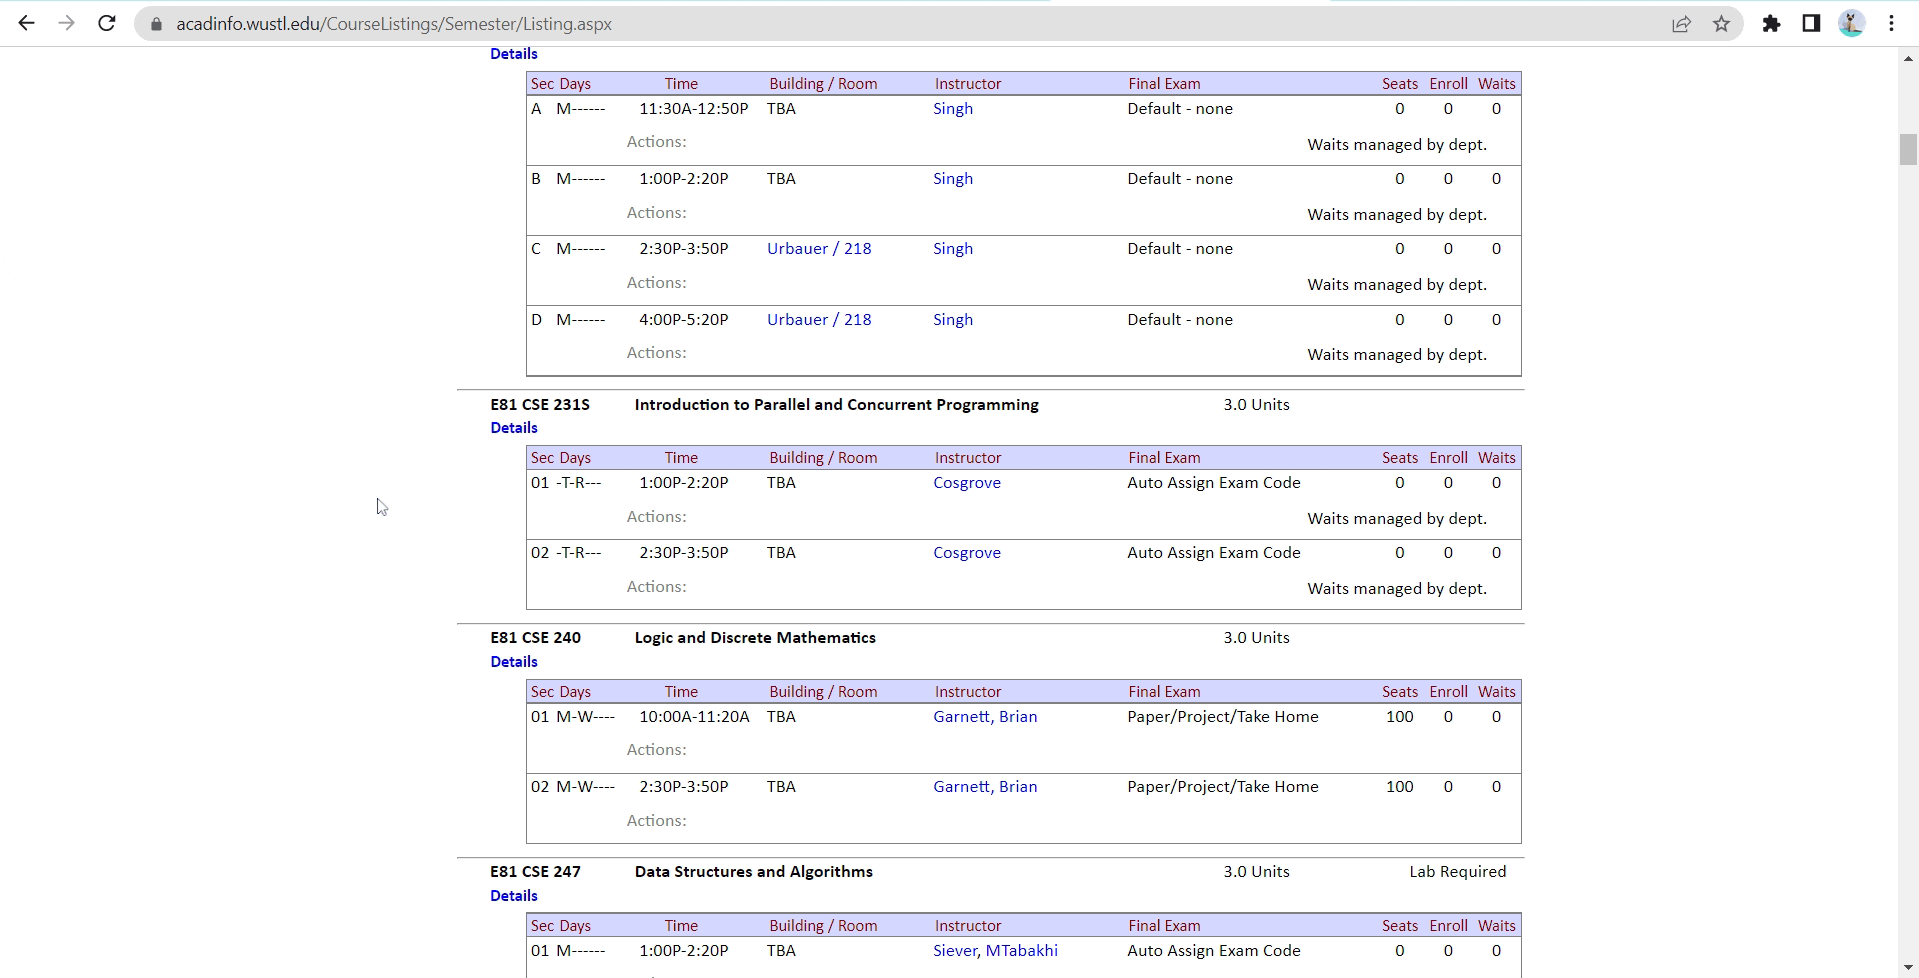 acadinfo.wustl.edu/CourseListings/Semester/Listing.aspx
Details
Sec Days Time Building / Room Instructor Final Exam Seats Enroll Waits
A M------ 11:30A-12:50P TBA Singh Default - none 0 0 0
Actions: Waits managed by dept.
B M------ 1:00P-2:20P TBA Singh Default - none 0 0 0
Actions: Waits managed by dept.
C M------ 2:30P-3:50P Urbauer / 218 Singh Default - none 0 0 0
Actions: Waits managed by dept.
D M------ 4:00P-5:20P Urbauer / 218 Singh Default - none 0 0 0
Actions: Waits managed by dept.
E81 CSE 231S Introduction to Parallel and Concurrent Programming 3.0 Units
Details
Sec Days Time Building / Room Instructor Final Exam Seats Enroll Waits
01 -T-R--- 1:00P-2:20P TBA Cosgrove Auto Assign Exam Code 0 0 0
Actions: Waits managed by dept.
02 -T-R--- 2:30P-3:50P TBA Cosgrove Auto Assign Exam Code 0 0 0
Actions: Waits managed by dept.
E81 CSE 240 Logic and Discrete Mathematics 3.0 Units
Details
Sec Days Time Building / Room Instructor Final Exam Seats Enroll Waits
01 M-W---- 10:00A-11:20A TBA Garnett, Brian Paper/Project/Take Home 100 0 0
Actions:
02 M-W---- 2:30P-3:50P TBA Garnett, Brian Paper/Project/Take Home 100 0 0
Actions:
E81 CSE 247 Data Structures and Algorithms 3.0 Units Lab Required
Details
Sec Days Time Building / Room Instructor Final Exam Seats Enroll Waits
01 M------ 1:00P-2:20P TBA Siever, MTabakhi Auto Assign Exam Code 0 0 0